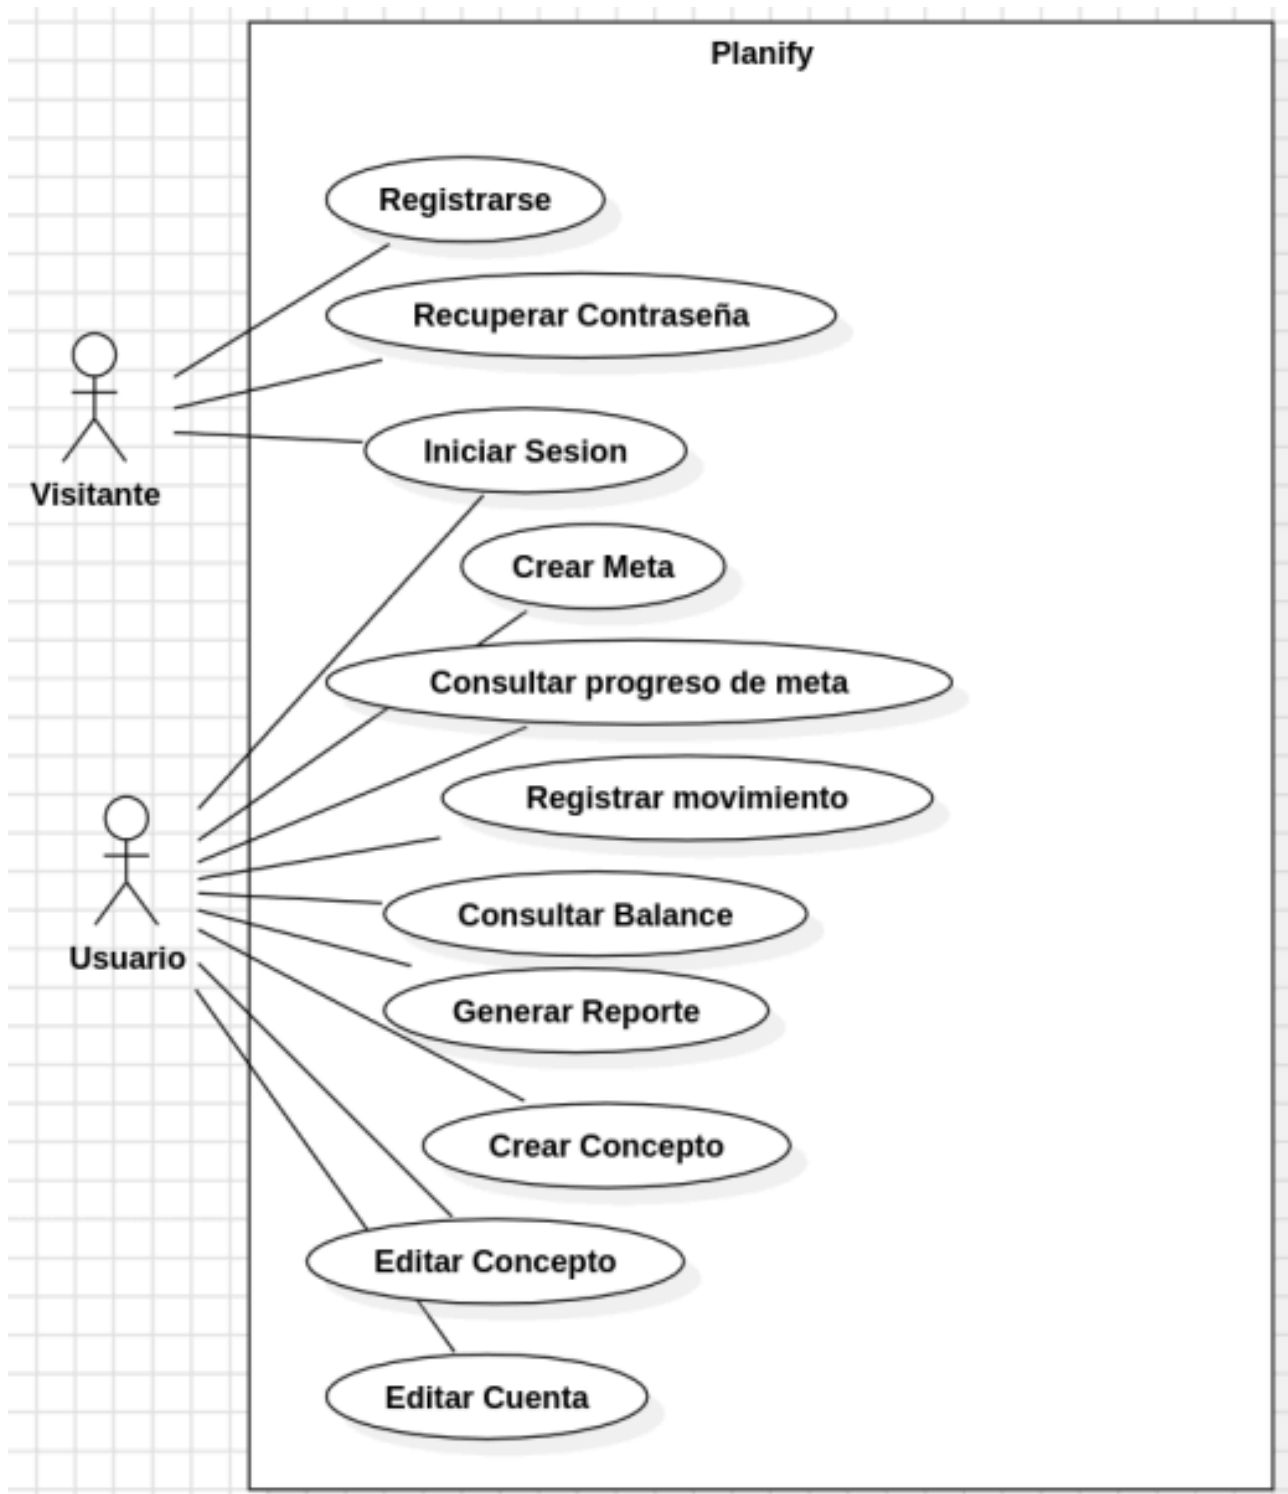 Planify
Registrarse
Recuperar Contraseña
Iniciar Sesion
Visitante
Crear Meta
Consultar progreso de meta
Registrar movimiento
Consultar Balance
Usuario
Generar Reporte
Crear Concepto
Editar Concepto
Editar Cuenta